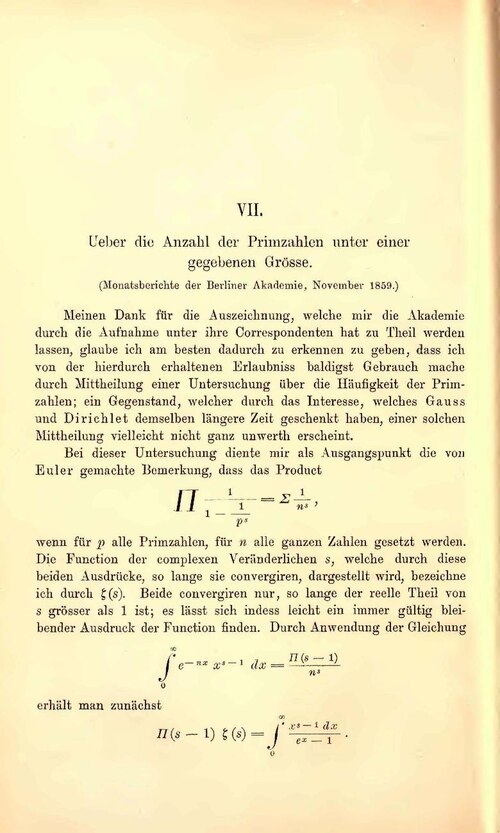 VII.
Ueber die Anzahl der Primzahlen unter einer
gegebenen Grösse.
(Monatsberichte der Berliner Akademie, November 1859.)
Meinen Dank für die Auszeichnung, welche mir die Akademie
durch die Aufnahme unter ihre Correspondenten hat zu Theil werden
lassen, glaube ich am besten dadurch zu erkennen zu geben, dass ich
von der hierdurch erhaltenen Erlaubniss baldigst Gebrauch mache
durch Mittheilung einer Untersuchung über die Häufigkeit der Prim-
zahlen; ein Gegenstand, welcher durch das Interesse, welches Gauss
und Dirichlet demselben längere Zeit geschenkt haben, einer solchen
Mittheilung vielleicht nicht ganz unwerth erscheint.
Bei dieser Untersuchung diente mir als Ausgangspunkt die von
Euler gemachte Bemerkung, dass das Product
∏ 1/(1 − 1/p^s) = Σ 1/n^s ,
wenn für p alle Primzahlen, für n alle ganzen Zahlen gesetzt werden.
Die Function der complexen Veränderlichen s, welche durch diese
beiden Ausdrücke, so lange sie convergiren, dargestellt wird, bezeichne
ich durch ζ(s). Beide convergiren nur, so lange der reelle Theil von
s grösser als 1 ist; es lässt sich indess leicht ein immer gültig blei-
bender Ausdruck der Function finden. Durch Anwendung der Gleichung
∫_0^∞ e^{−nx} x^{s−1} dx = Π(s − 1)/n^s
erhält man zunächst
Π(s − 1) ζ(s) = ∫_0^∞ x^{s−1} dx/(e^x − 1) .